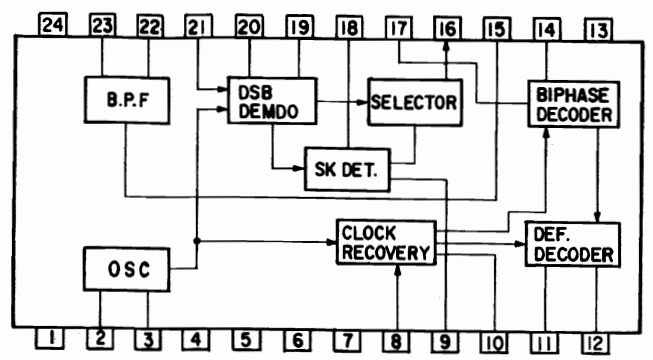 24 23 22 21 20 19 18 17 16 15 14 13
B.P.F
DSB
DEMDO
SELECTOR
BIPHASE
DECODER
SK DET.
CLOCK
RECOVERY
DEF.
DECODER
OSC
1 2 3 4 5 6 7 8 9 10 11 12